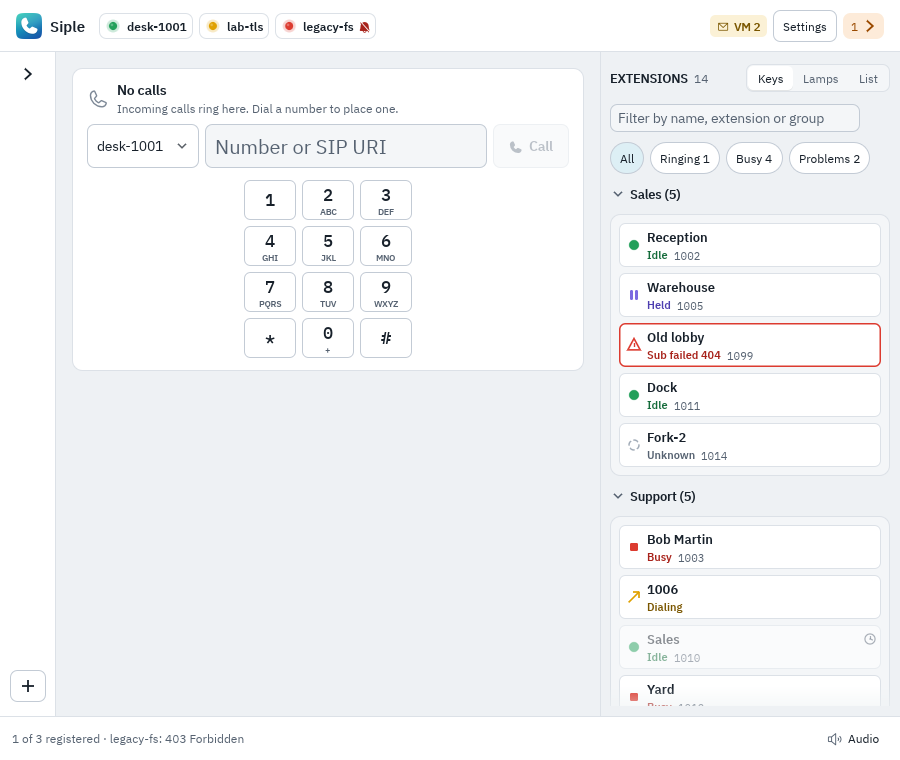 Siple
desk-1001
lab-tls
legacy-fs
VM 2
Settings
1
No calls
Incoming calls ring here. Dial a number to place one.
desk-1001
Number or SIP URI
Call
1
2
ABC
3
DEF
4
GHI
5
JKL
6
MNO
7
PQRS
8
TUV
9
WXYZ
*
0
+
#
EXTENSIONS 14
Keys
Lamps
List
Filter by name, extension or group
All
Ringing 1
Busy 4
Problems 2
Sales (5)
Reception
Idle 1002
Warehouse
Held 1005
Old lobby
Sub failed 404 1099
Dock
Idle 1011
Fork-2
Unknown 1014
Support (5)
Bob Martin
Busy 1003
1006
Dialing
Sales
Idle 1010
Yard
1 of 3 registered · legacy-fs: 403 Forbidden
Audio